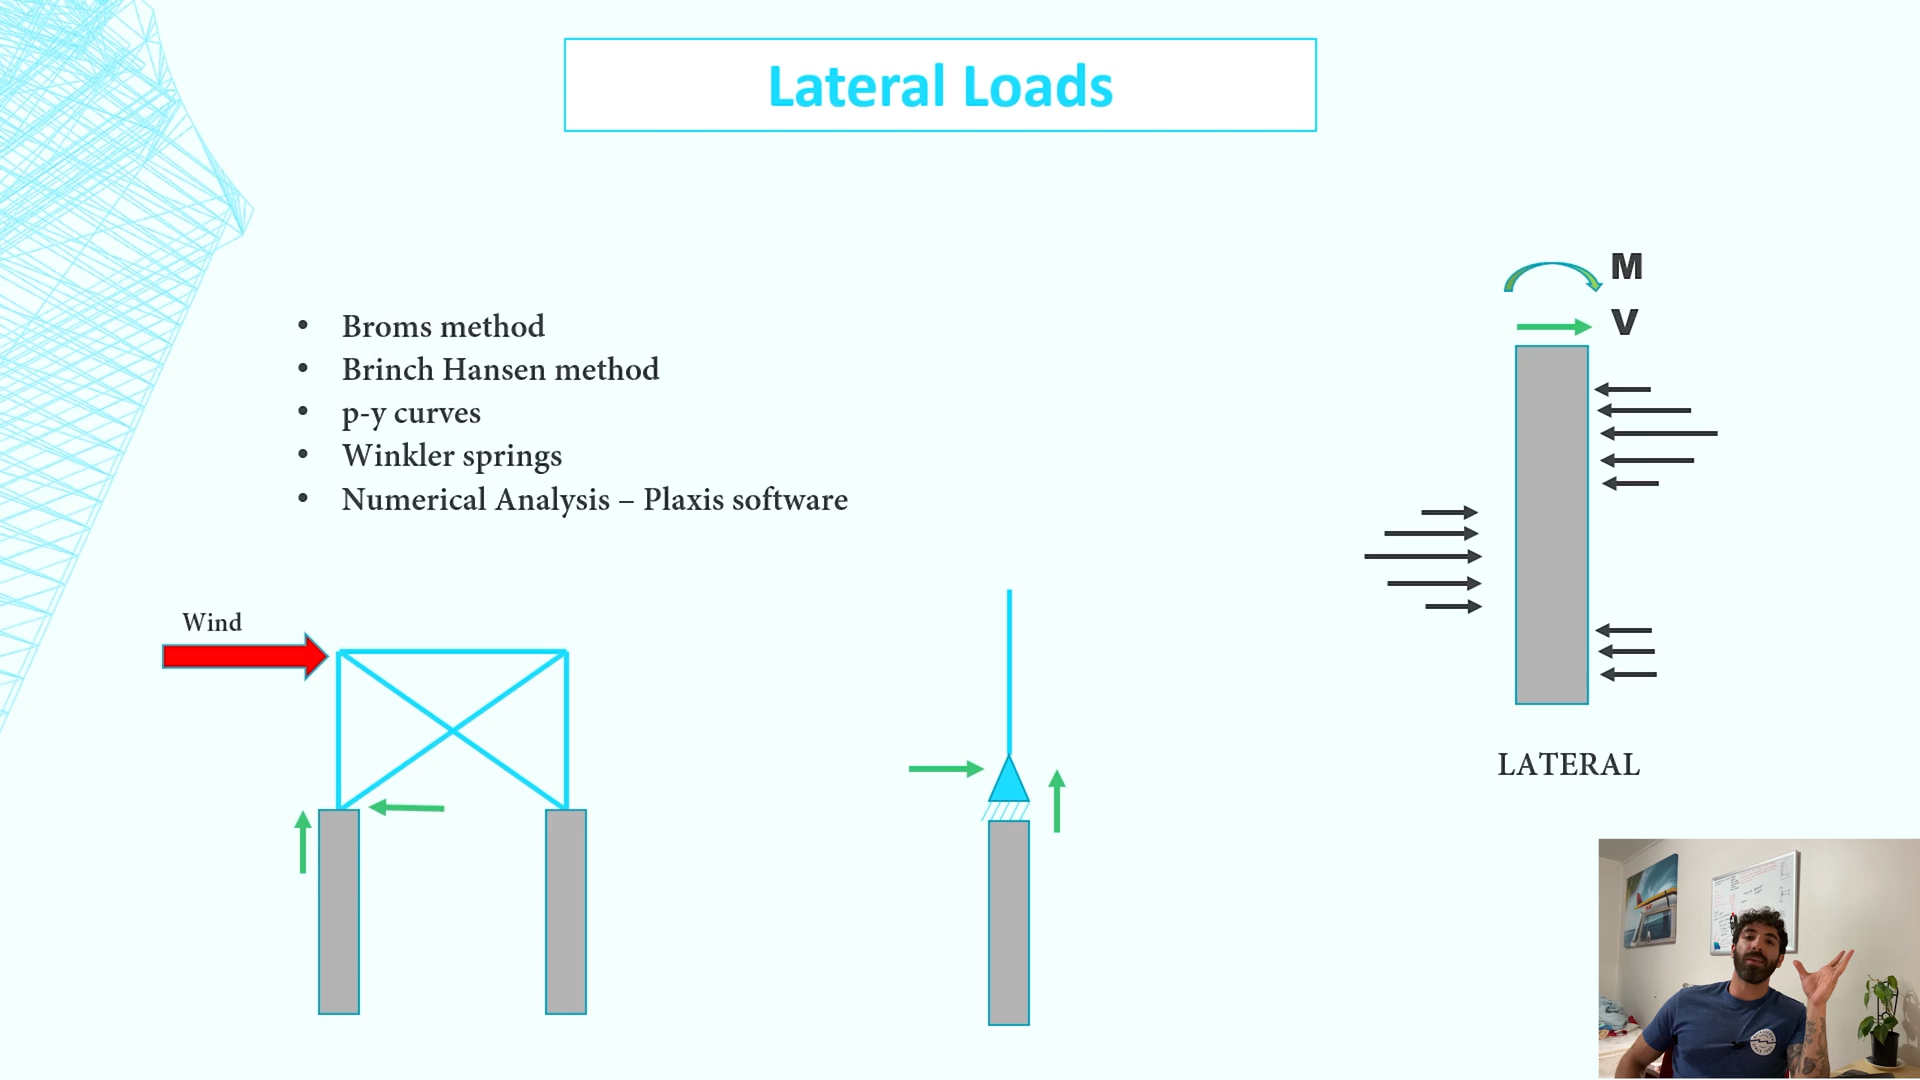 Lateral Loads
• Broms method
• Brinch Hansen method
• p-y curves
• Winkler springs
• Numerical Analysis – Plaxis software
M
V
Wind
LATERAL